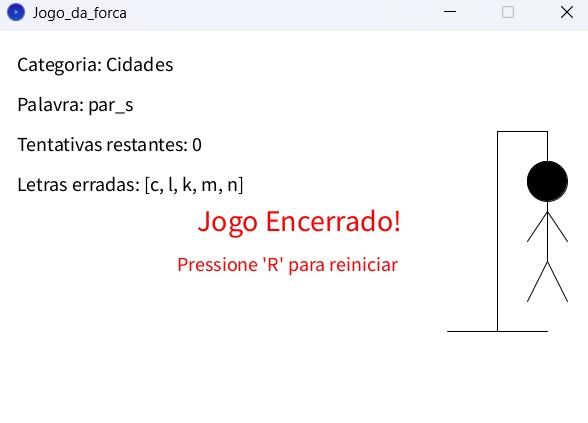 Jogo_da_forca
Categoria: Cidades
Palavra: par_s
Tentativas restantes: 0
Letras erradas: [c, l, k, m, n]
Jogo Encerrado!
Pressione 'R' para reiniciar